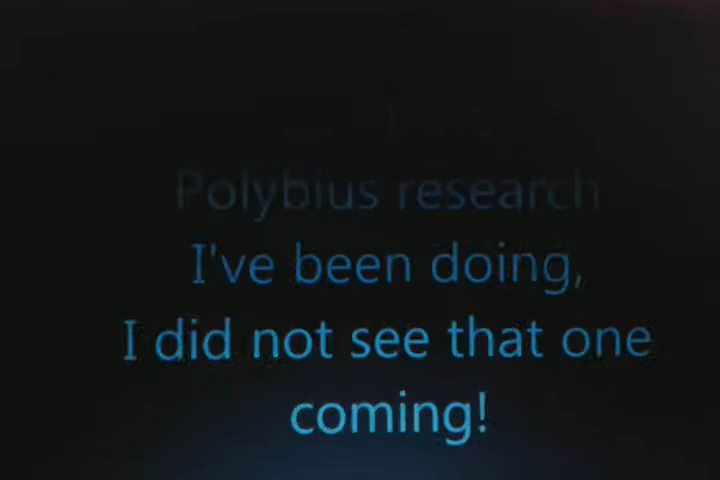 Polybius research
I've been doing,
I did not see that one
coming!